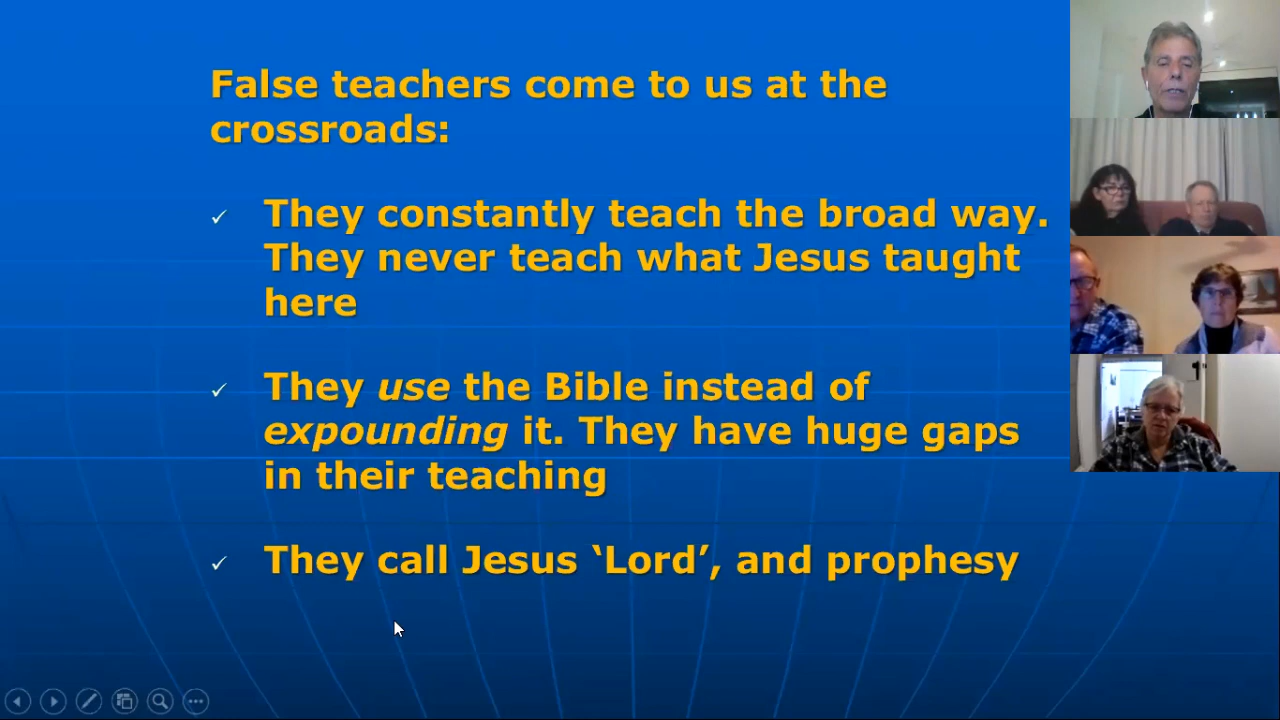 False teachers come to us at the
crossroads:
They constantly teach the broad way.
They never teach what Jesus taught
here
They use the Bible instead of
expounding it. They have huge gaps
in their teaching
They call Jesus ‘Lord’, and prophesy